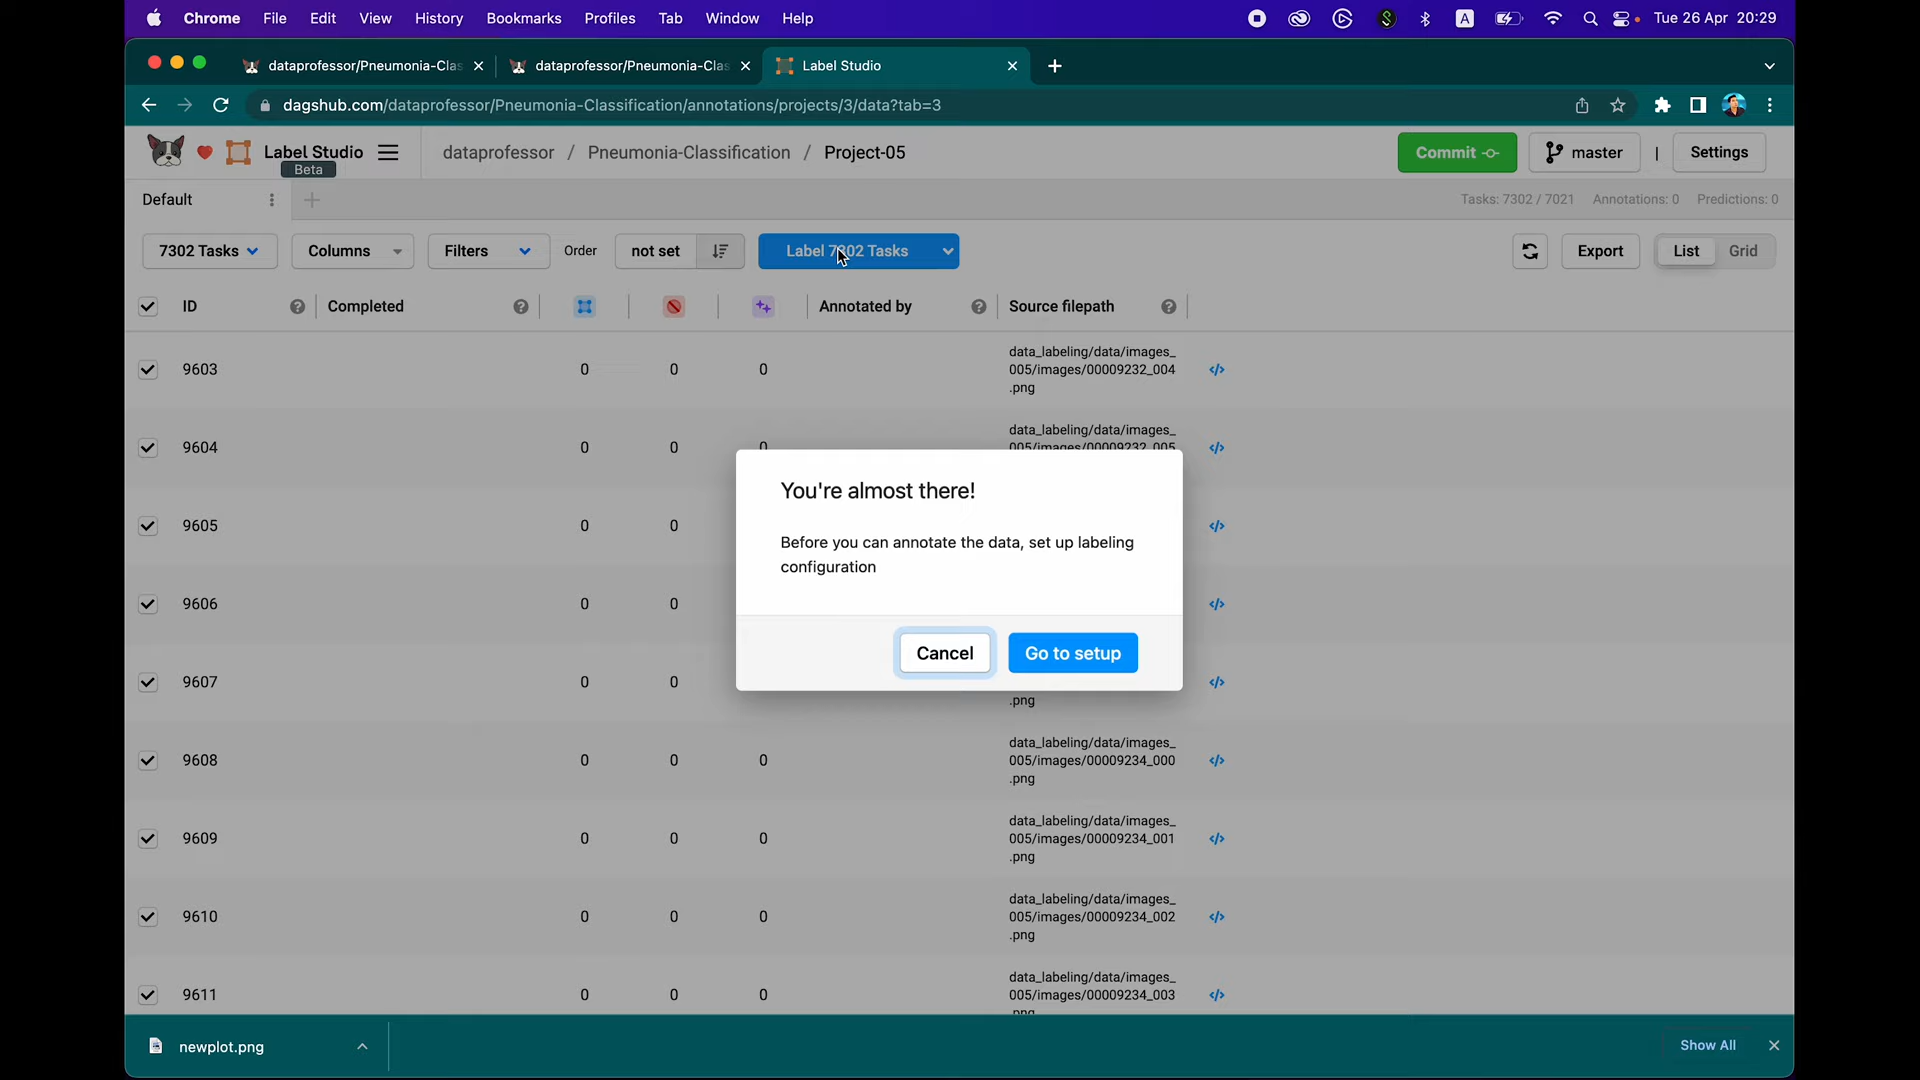 Chrome File Edit View History Bookmarks Profiles Tab Window Help A Tue 26 Apr 20:29
dataprofessor/Pneumonia-Clas dataprofessor/Pneumonia-Clas Label Studio
dagshub.com/dataprofessor/Pneumonia-Classification/annotations/projects/3/data?tab=3
Label Studio dataprofessor / Pneumonia-Classification / Project-05 Commit master | Settings
Beta
Default Tasks: 7302 / 7021 Annotations: 0 Predictions: 0
7302 Tasks Columns Filters Order not set Label 7302 Tasks Export List Grid
ID Completed Annotated by Source filepath
data_labeling/data/images_
9603 0 0 0 005/images/00009232_004
.png
data_labeling/data/images_
9604 0 0 0 005/images/00009232_005
You're almost there!
9605 0 0
Before you can annotate the data, set up labeling
configuration
9606 0 0
Cancel Go to setup
9607 0 0
.png
data_labeling/data/images_
9608 0 0 0 005/images/00009234_000
.png
data_labeling/data/images_
9609 0 0 0 005/images/00009234_001
.png
data_labeling/data/images_
9610 0 0 0 005/images/00009234_002
.png
data_labeling/data/images_
9611 0 0 0 005/images/00009234_003
.png
newplot.png Show All